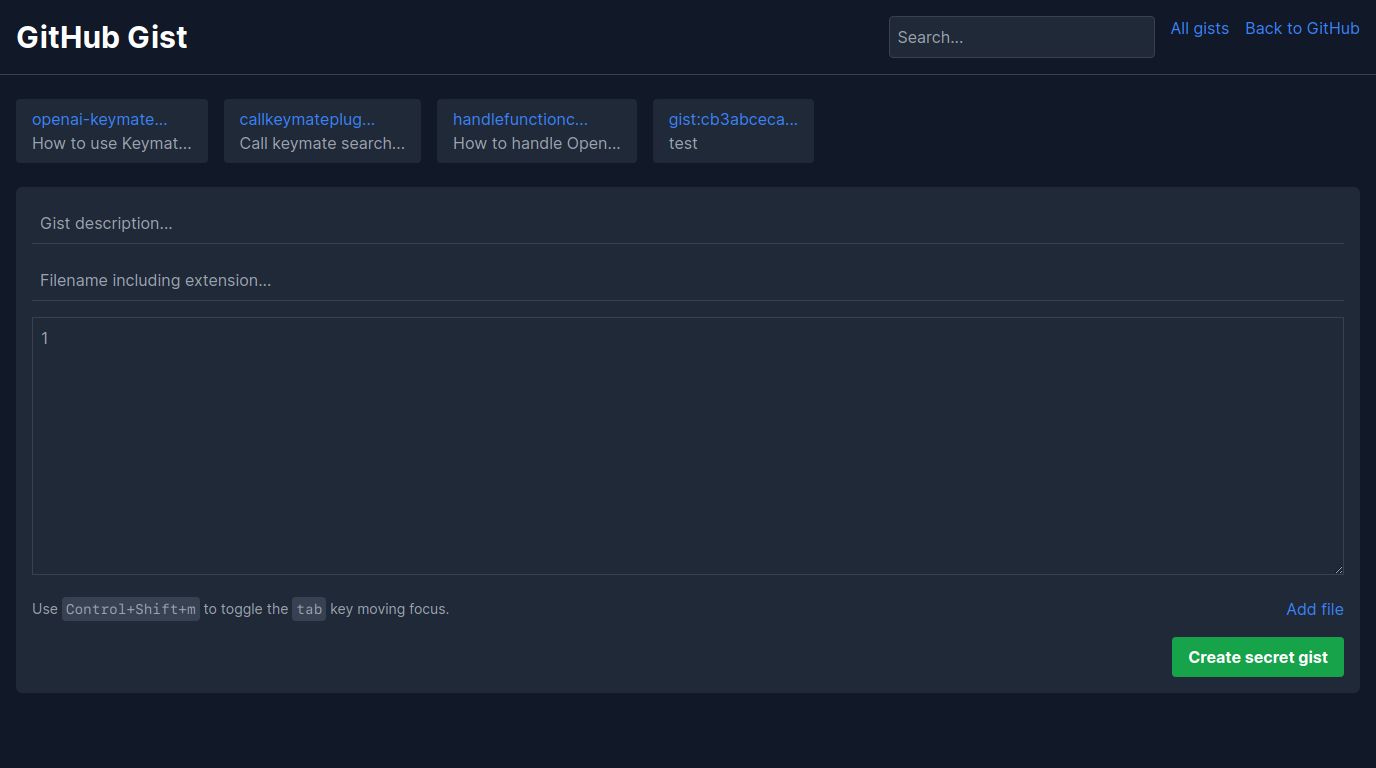 GitHub Gist
Search...
All gists
Back to GitHub
openai-keymate...
How to use Keymat...
callkeymateplug...
Call keymate search...
handlefunctionc...
How to handle Open...
gist:cb3abceca...
test
Gist description...
Filename including extension...
1
Use Control+Shift+m to toggle the tab key moving focus.
Add file
Create secret gist